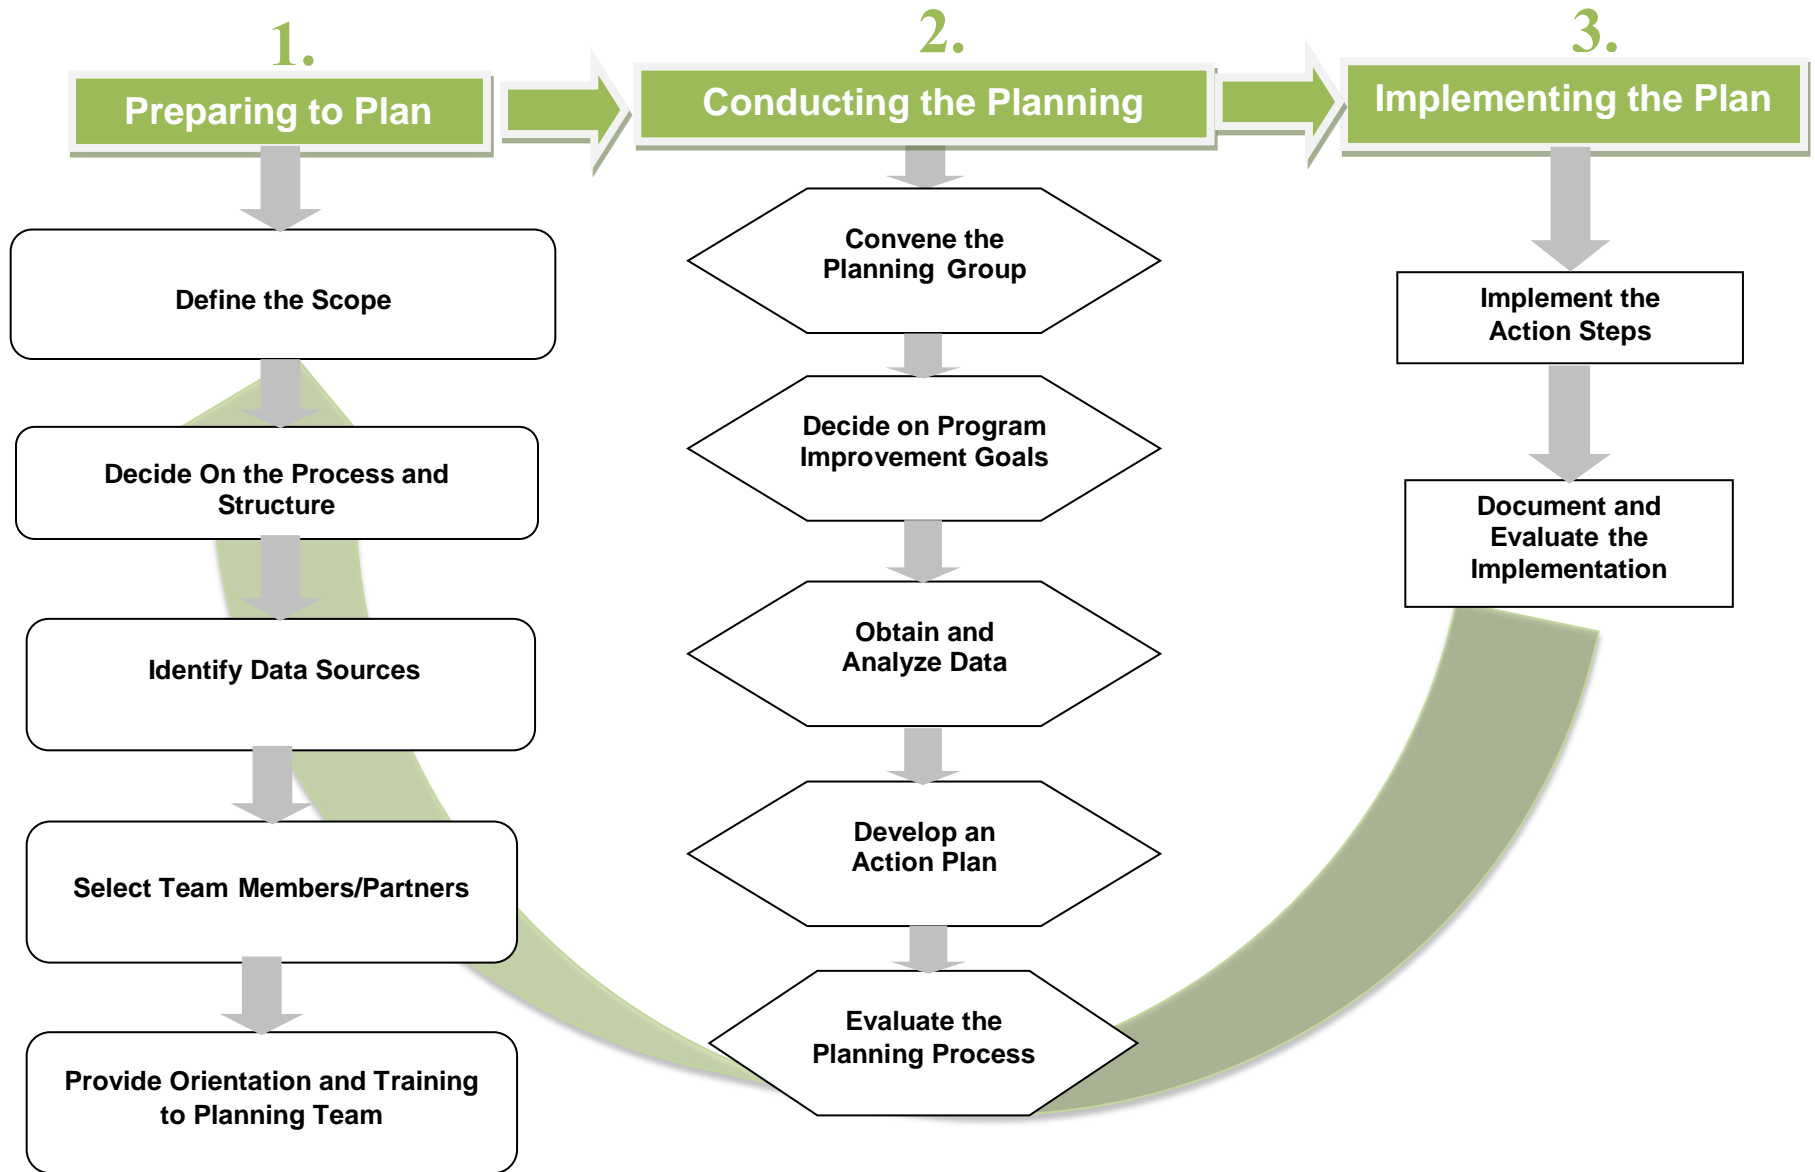 1.
Preparing to Plan
Define the Scope
Decide On the Process and
Structure
Identify Data Sources
Select Team Members/Partners
Provide Orientation and Training
to Planning Team
2.
Conducting the Planning
Convene the
Planning Group
Decide on Program
Improvement Goals
Obtain and
Analyze Data
Develop an
Action Plan
Evaluate the
Planning Process
3.
Implementing the Plan
Implement the
Action Steps
Document and
Evaluate the
Implementation